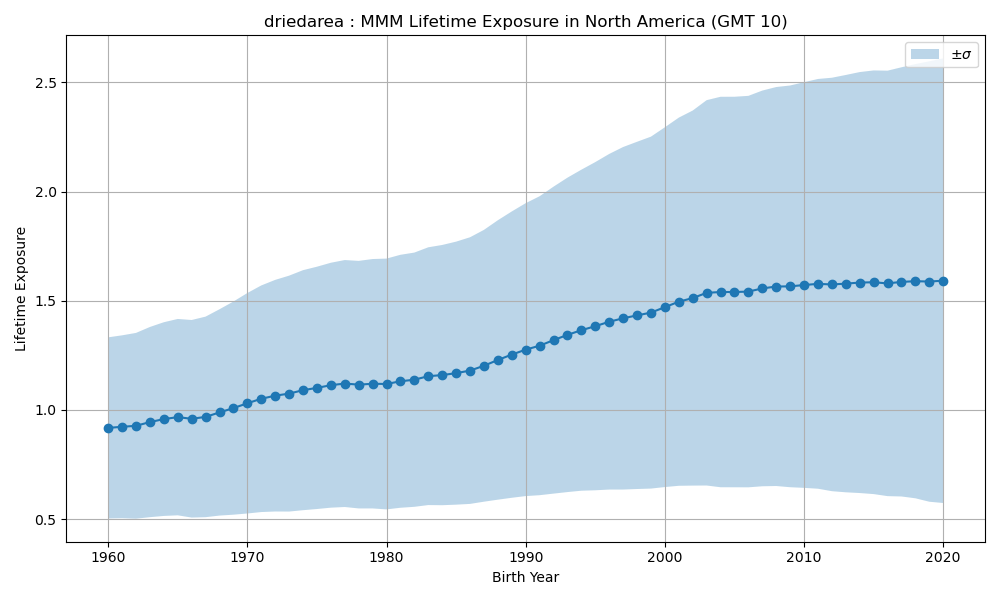 driedarea : MMM Lifetime Exposure in North America (GMT 10)
±σ
Lifetime Exposure
2.5
2.0
1.5
1.0
0.5
1960 1970 1980 1990 2000 2010 2020
Birth Year